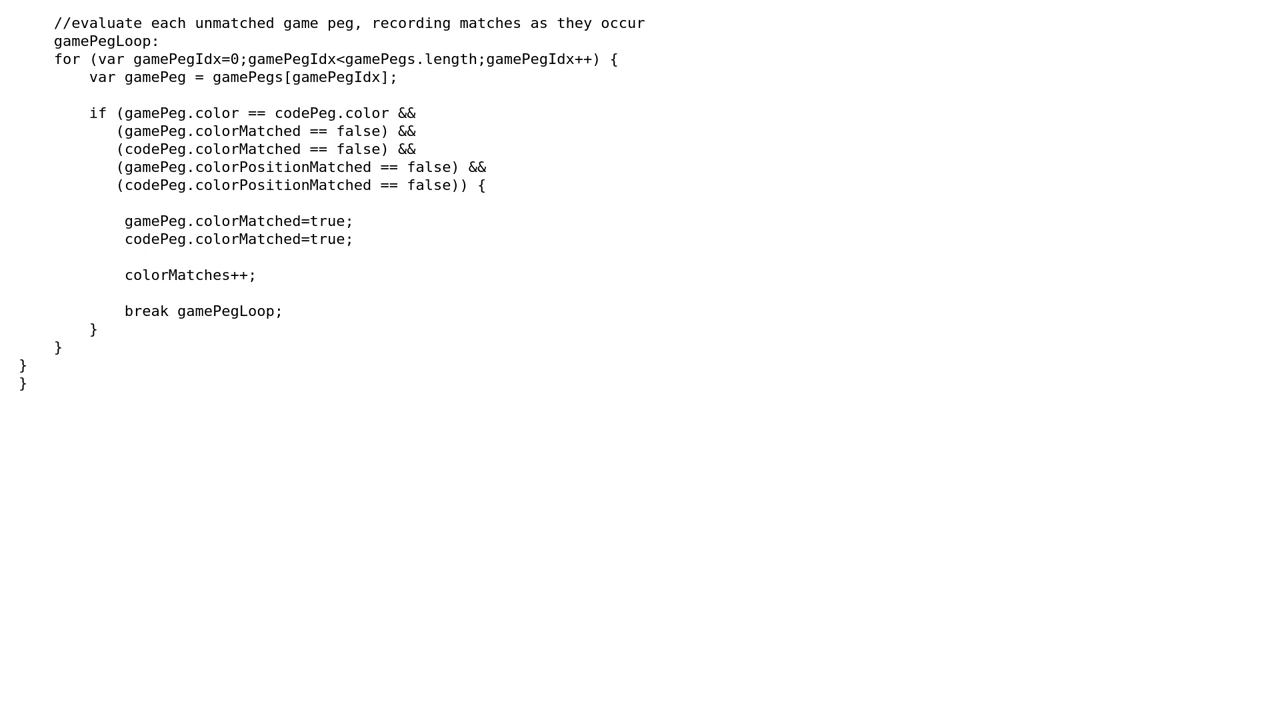 //evaluate each unmatched game peg, recording matches as they occur
gamePegLoop:
for (var gamePegIdx=0;gamePegIdx<gamePegs.length;gamePegIdx++) {
var gamePeg = gamePegs[gamePegIdx];
if (gamePeg.color == codePeg.color &&
(gamePeg.colorMatched == false) &&
(codePeg.colorMatched == false) &&
(gamePeg.colorPositionMatched == false) &&
(codePeg.colorPositionMatched == false)) {
gamePeg.colorMatched=true;
codePeg.colorMatched=true;
colorMatches++;
break gamePegLoop;
}
}
}
}